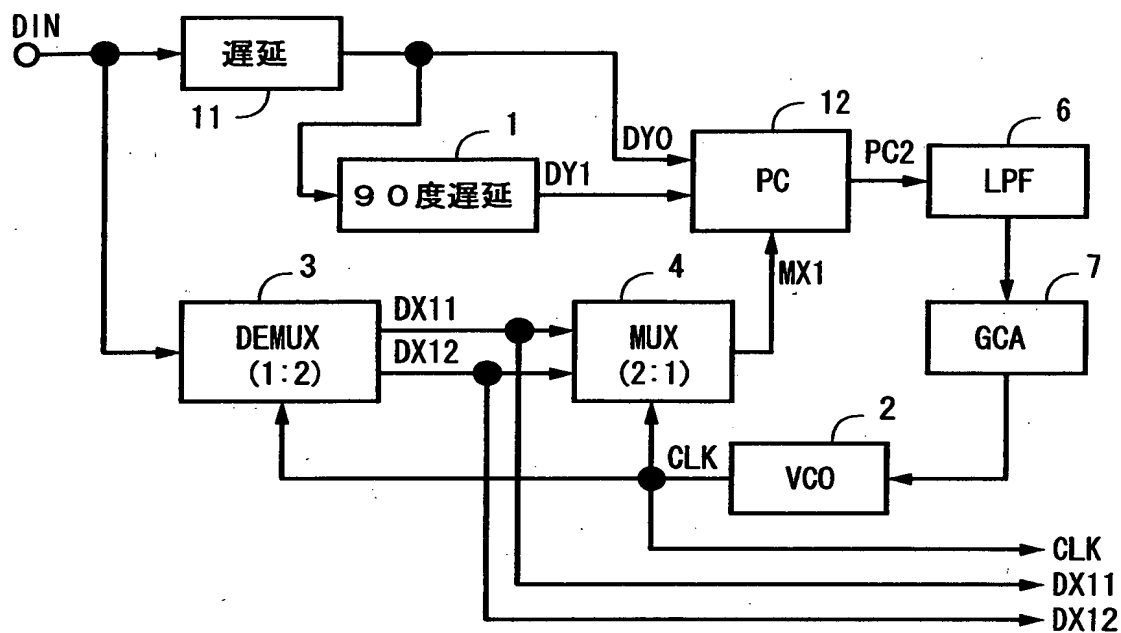 DIN
遅延
11
1
90度遅延
DY0
DY1
12
PC
PC2
6
LPF
MX1
3
DEMUX
(1:2)
DX11
DX12
4
MUX
(2:1)
7
GCA
CLK
2
VCO
CLK
DX11
DX12